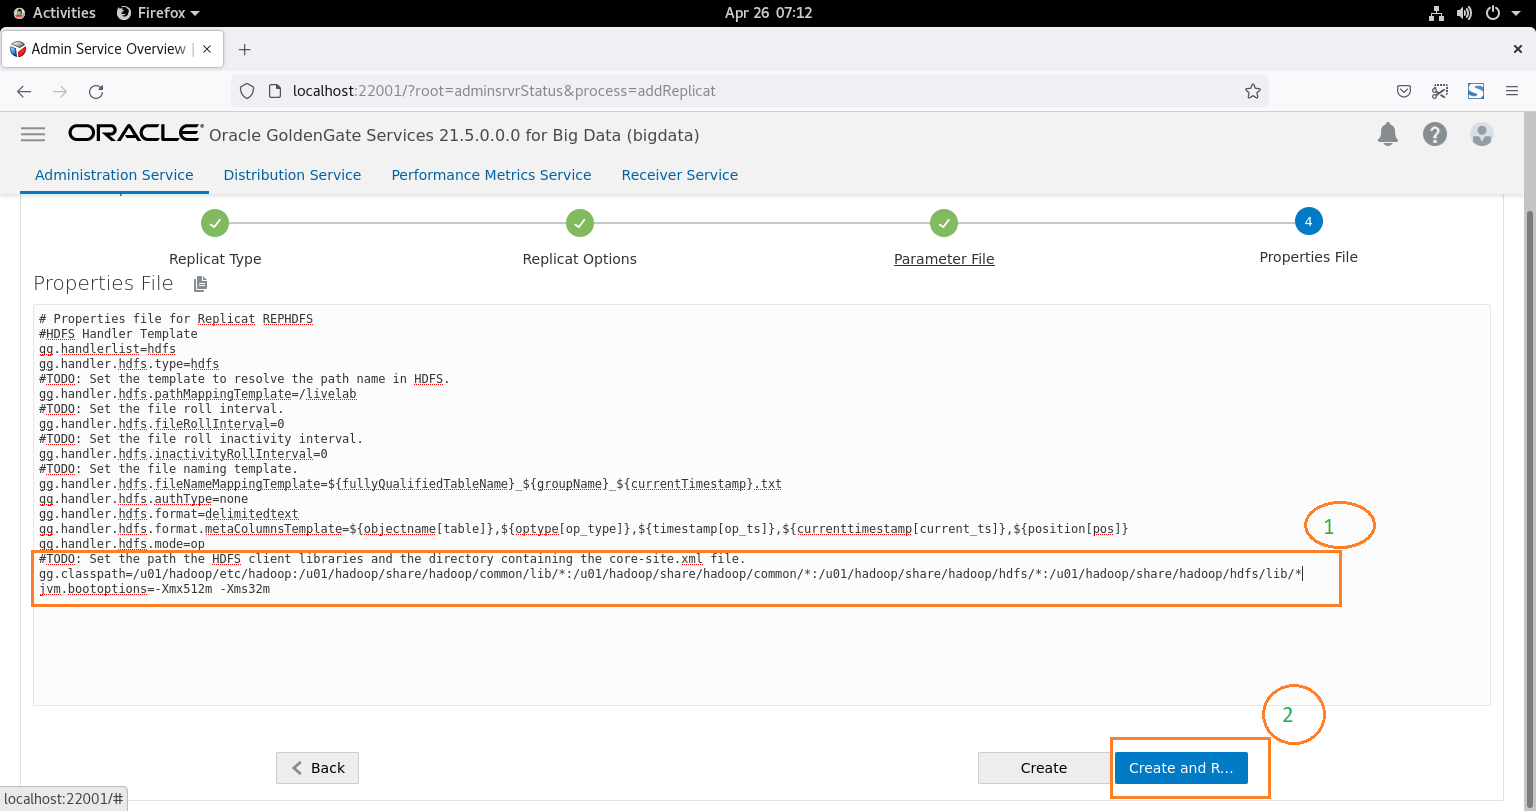 Activities Firefox Apr 26 07:12
Admin Service Overview
localhost:22001/?root=adminsrvrStatus&process=addReplicat
ORACLE Oracle GoldenGate Services 21.5.0.0.0 for Big Data (bigdata)
Administration Service Distribution Service Performance Metrics Service Receiver Service
4
Replicat Type Replicat Options Parameter File Properties File
Properties File
# Properties file for Replicat REPHDFS
#HDFS Handler Template
gg.handlerlist=hdfs
gg.handler.hdfs.type=hdfs
#TODO: Set the template to resolve the path name in HDFS.
gg.handler.hdfs.pathMappingTemplate=/livelab
#TODO: Set the file roll interval.
gg.handler.hdfs.fileRollInterval=0
#TODO: Set the file roll inactivity interval.
gg.handler.hdfs.inactivityRollInterval=0
#TODO: Set the file naming template.
gg.handler.hdfs.fileNameMappingTemplate=${fullyQualifiedTableName}_${groupName}_${currentTimestamp}.txt
gg.handler.hdfs.authType=none
gg.handler.hdfs.format=delimitedtext
gg.handler.hdfs.format.metaColumnsTemplate=${objectname[table]},${optype[op_type]},${timestamp[op_ts]},${currenttimestamp[current_ts]},${position[pos]}
gg.handler.hdfs.mode=op
1
#TODO: Set the path the HDFS client libraries and the directory containing the core-site.xml file.
gg.classpath=/u01/hadoop/etc/hadoop:/u01/hadoop/share/hadoop/common/lib/*:/u01/hadoop/share/hadoop/common/*:/u01/hadoop/share/hadoop/hdfs/*:/u01/hadoop/share/hadoop/hdfs/lib/*
jvm.bootoptions=-Xmx512m -Xms32m
2
Back Create Create and R...
localhost:22001/#